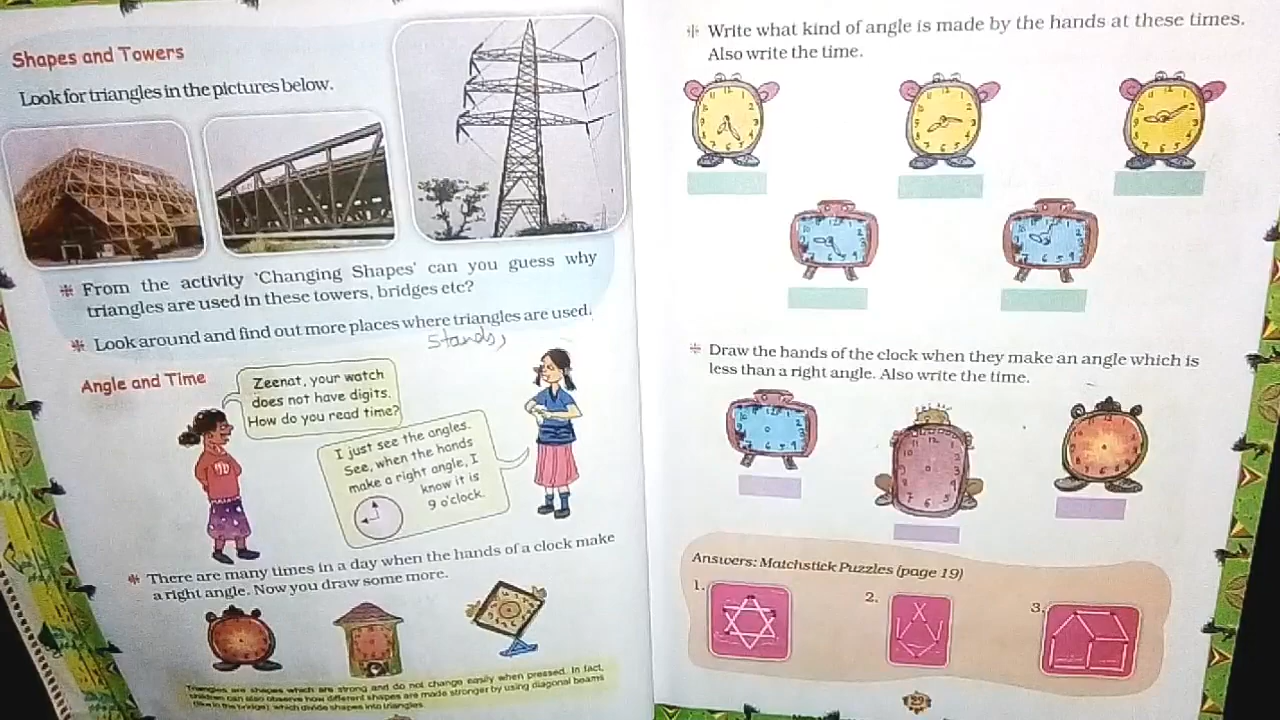 Shapes and Towers
Look for triangles in the pictures below.
From the activity 'Changing Shapes' can you guess why
triangles are used in these towers, bridges etc?
Look around and find out more places where triangles are used.
Stands,
Angle and Time
Zeenat, your watch
does not have digits.
How do you read time?
I just see the angles.
See, when the hands
make a right angle, I
know it is
9 o'clock.
There are many times in a day when the hands of a clock make
a right angle. Now you draw some more.
Triangles are shapes which are strong and do not change easily when pressed. In fact,
children can also observe how different shapes are made stronger by using diagonal beams
(like in the bridge), which divide shapes into triangles.
Write what kind of angle is made by the hands at these times.
Also write the time.
Draw the hands of the clock when they make an angle which is
less than a right angle. Also write the time.
Answers: Matchstick Puzzles (page 19)
1.
2.
3.